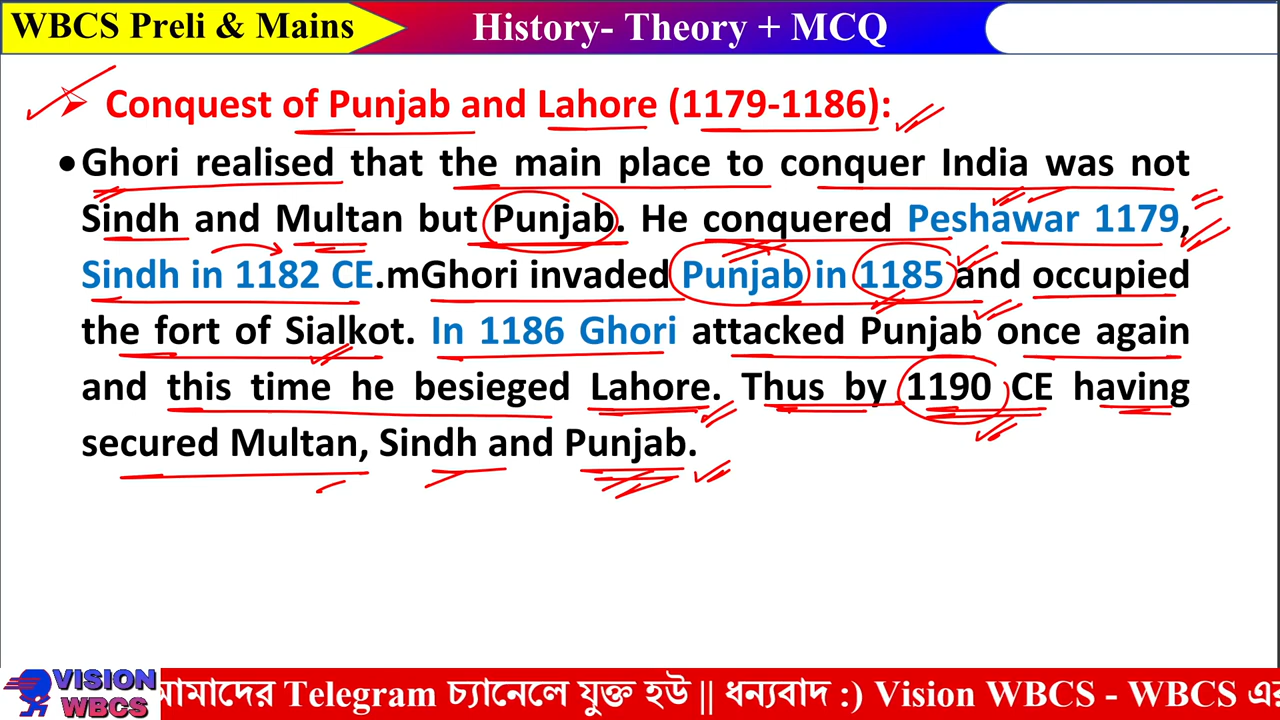 WBCS Preli & Mains
History- Theory + MCQ
Conquest of Punjab and Lahore (1179-1186):
•Ghori realised that the main place to conquer India was not
Sindh and Multan but Punjab. He conquered Peshawar 1179,
Sindh in 1182 CE.mGhori invaded Punjab in 1185 and occupied
the fort of Sialkot. In 1186 Ghori attacked Punjab once again
and this time he besieged Lahore. Thus by 1190 CE having
secured Multan, Sindh and Punjab.
VISION
WBCS
আমাদের Telegram চ্যানেলে যুক্ত হউ || ধন্যবাদ :) Vision WBCS - WBCS এর